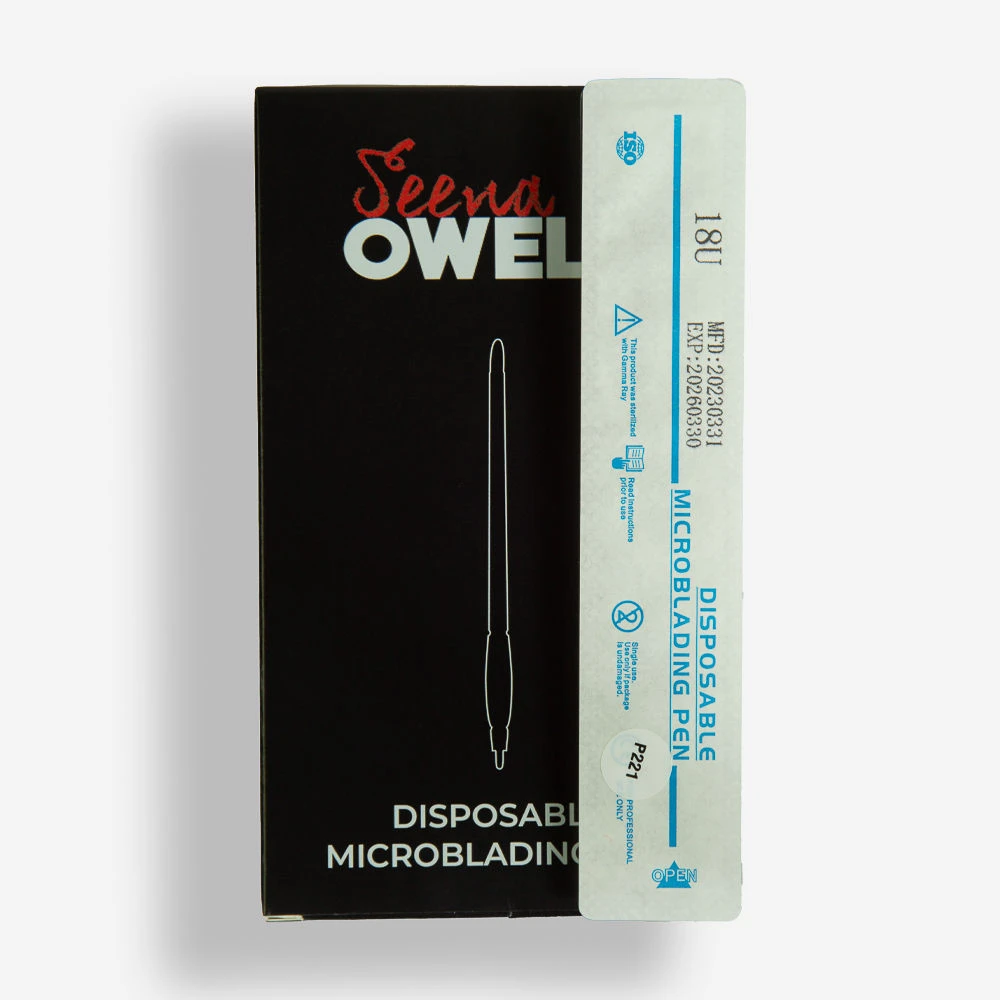 Seena
OWEL
DISPOSABL
MICROBLADING
ISO
18U
MFD:20230331
EXP:20260330
This product was sterilized
with Gamma Ray
Read instructions
prior to use
DISPOSABLE
MICROBLADING PEN
Single use.
Use only if package
is undamaged.
P221
PROFESSIONAL
ONLY
OPEN